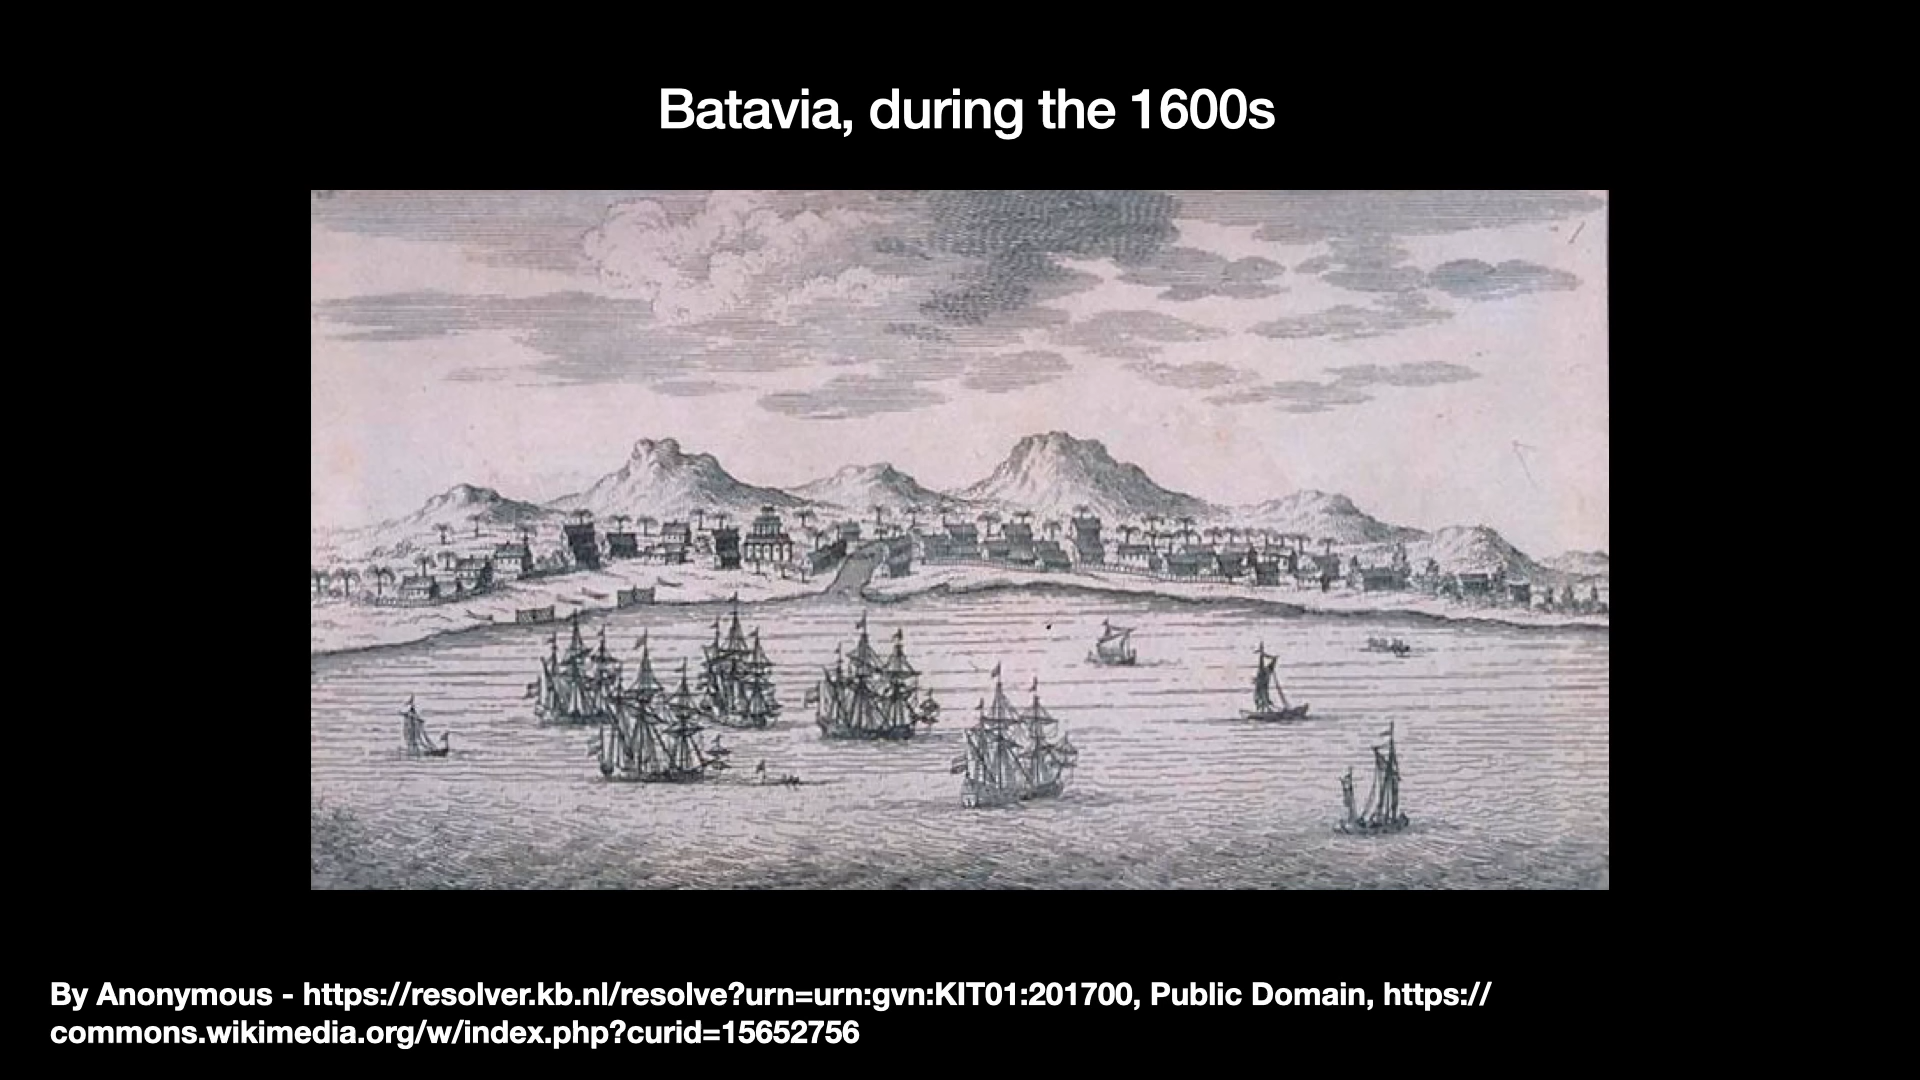 Batavia, during the 1600s
By Anonymous - https://resolver.kb.nl/resolve?urn=urn:gvn:KIT01:201700, Public Domain, https://
commons.wikimedia.org/w/index.php?curid=15652756